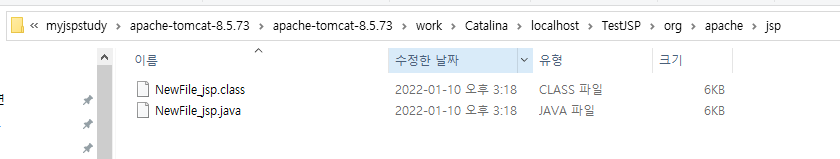 « myjspstudy > apache-tomcat-8.5.73 > apache-tomcat-8.5.73 > work > Catalina > localhost > TestJSP > org > apache > jsp
이름 수정한 날짜 유형 크기
NewFile_jsp.class 2022-01-10 오후 3:18 CLASS 파일 6KB
NewFile_jsp.java 2022-01-10 오후 3:18 JAVA 파일 6KB